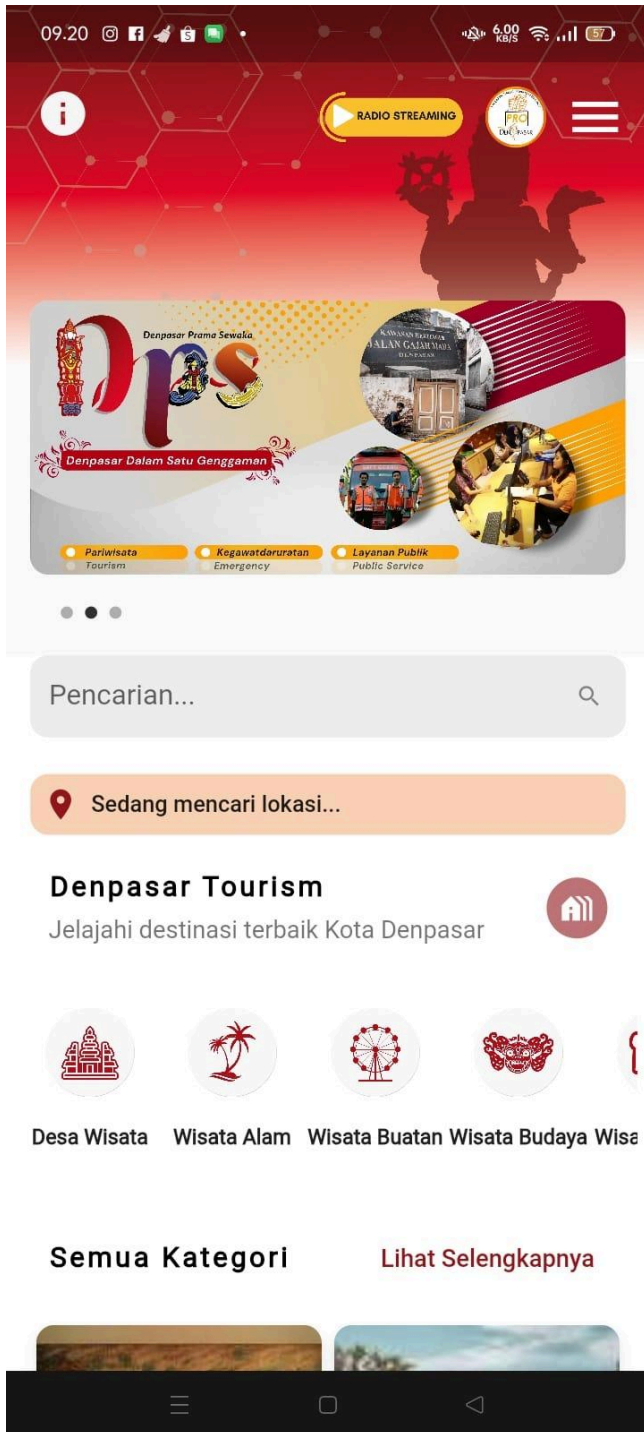 09.20
6.00
KB/S
57
RADIO STREAMING
PRO
DENPASAR
Denpasar Prama Sewaka
Dps
Denpasar Dalam Satu Genggaman
KAWASAN HERITAGE
JALAN GAJAH MADA
DENPASAR
Pariwisata
Tourism
Kegawatdaruratan
Emergency
Layanan Publik
Public Service
Pencarian...
Sedang mencari lokasi...
Denpasar Tourism
Jelajahi destinasi terbaik Kota Denpasar
Desa Wisata Wisata Alam Wisata Buatan Wisata Budaya Wisa
Semua Kategori Lihat Selengkapnya